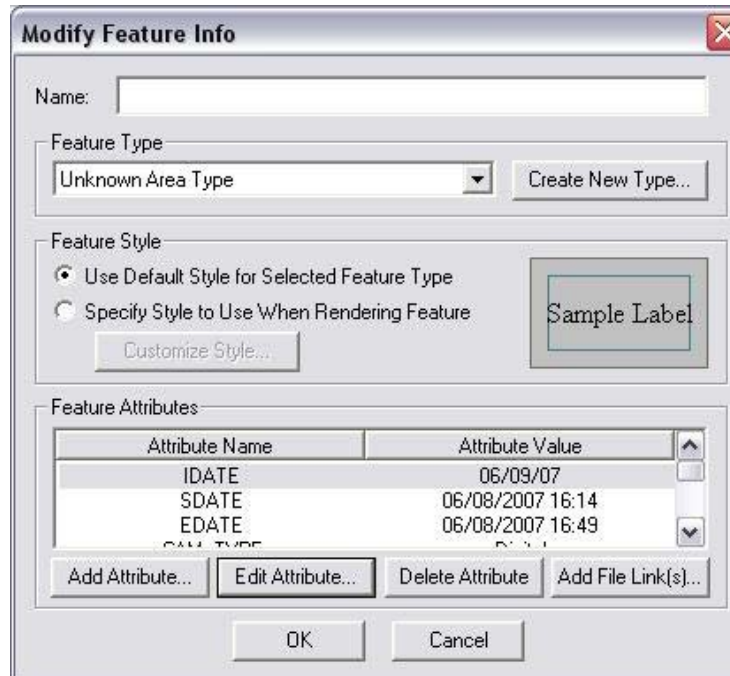 Modify Feature Info
Name:
Feature Type
Unknown Area Type
Create New Type...
Feature Style
Use Default Style for Selected Feature Type
Specify Style to Use When Rendering Feature
Customize Style...
Sample Label
Feature Attributes
Attribute Name Attribute Value
IDATE 06/09/07
SDATE 06/08/2007 16:14
EDATE 06/08/2007 16:49
CAM_TYPE Digital
Add Attribute... Edit Attribute... Delete Attribute Add File Link(s)...
OK Cancel